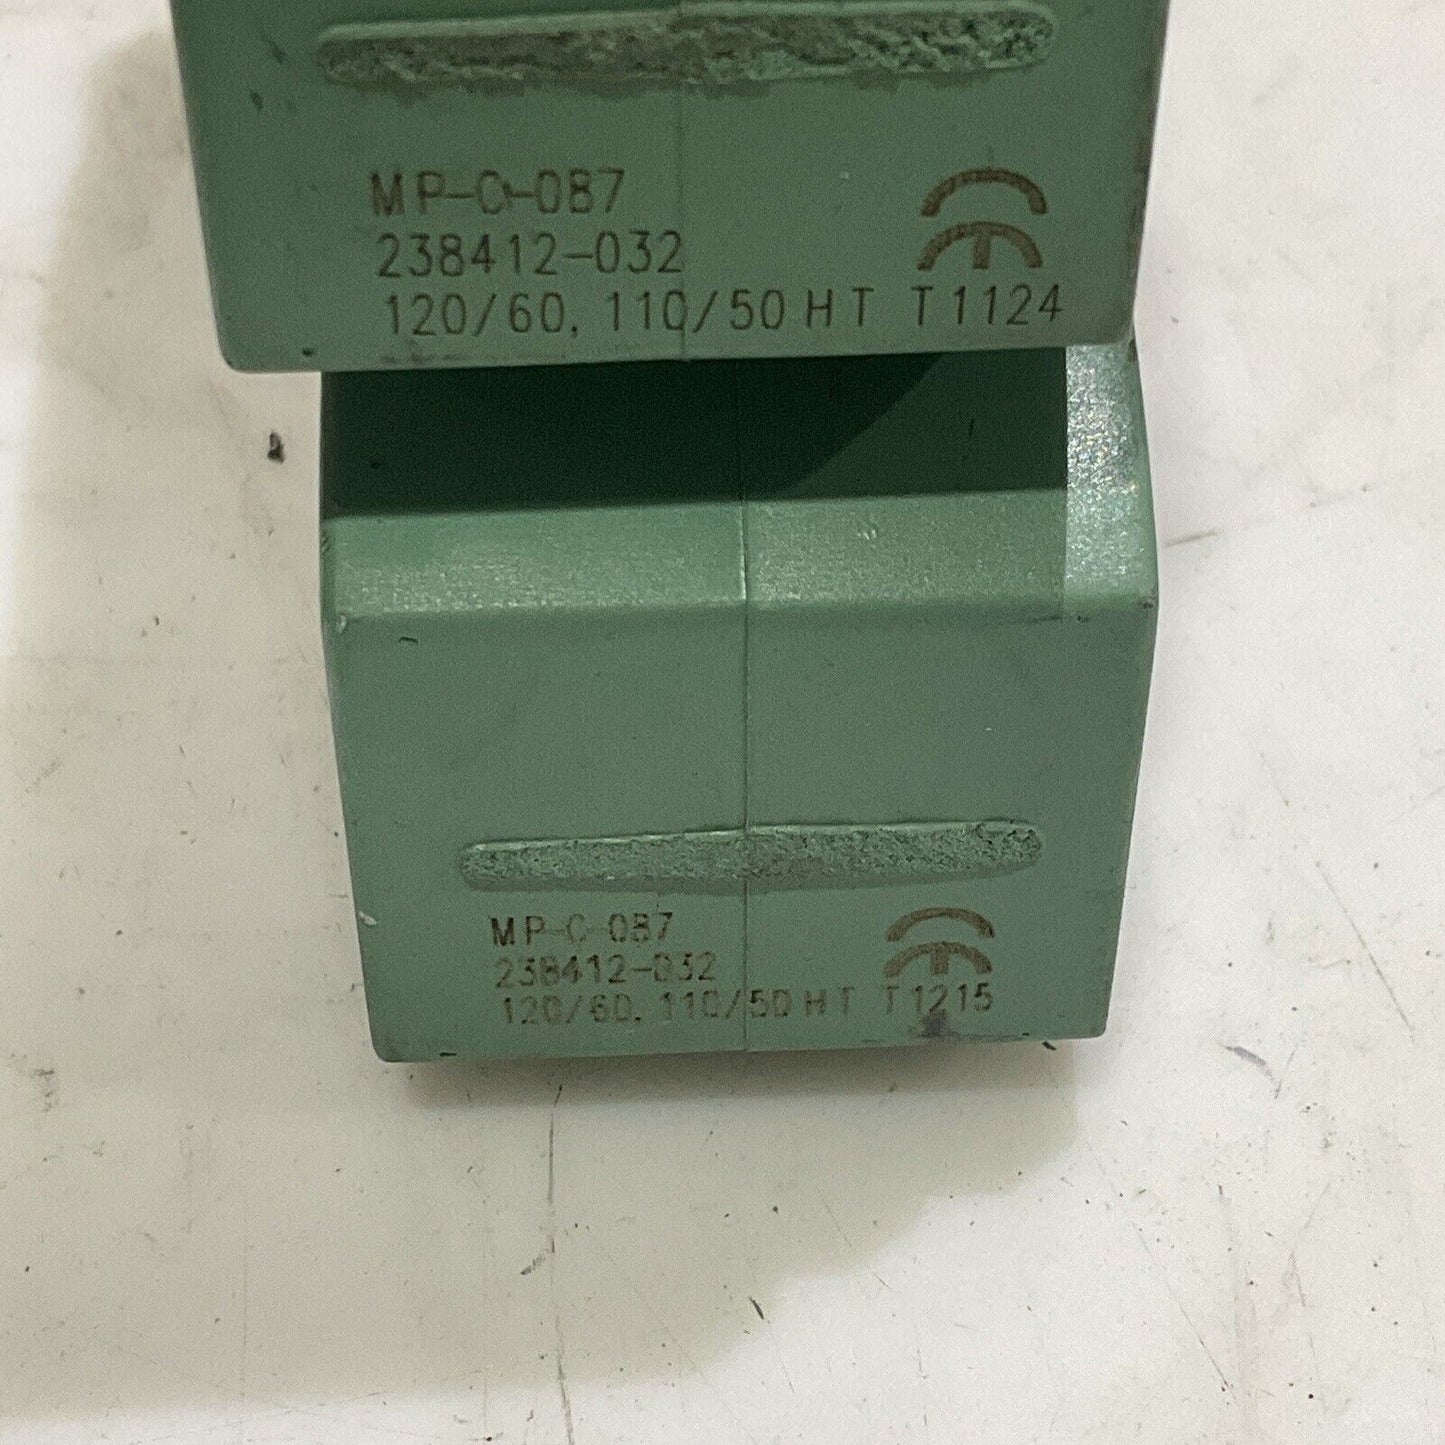 MP-C-087
238412-032
120/60, 110/50 HT T1124
MP-C-087
238412-032
120/60, 110/50 HT T1215